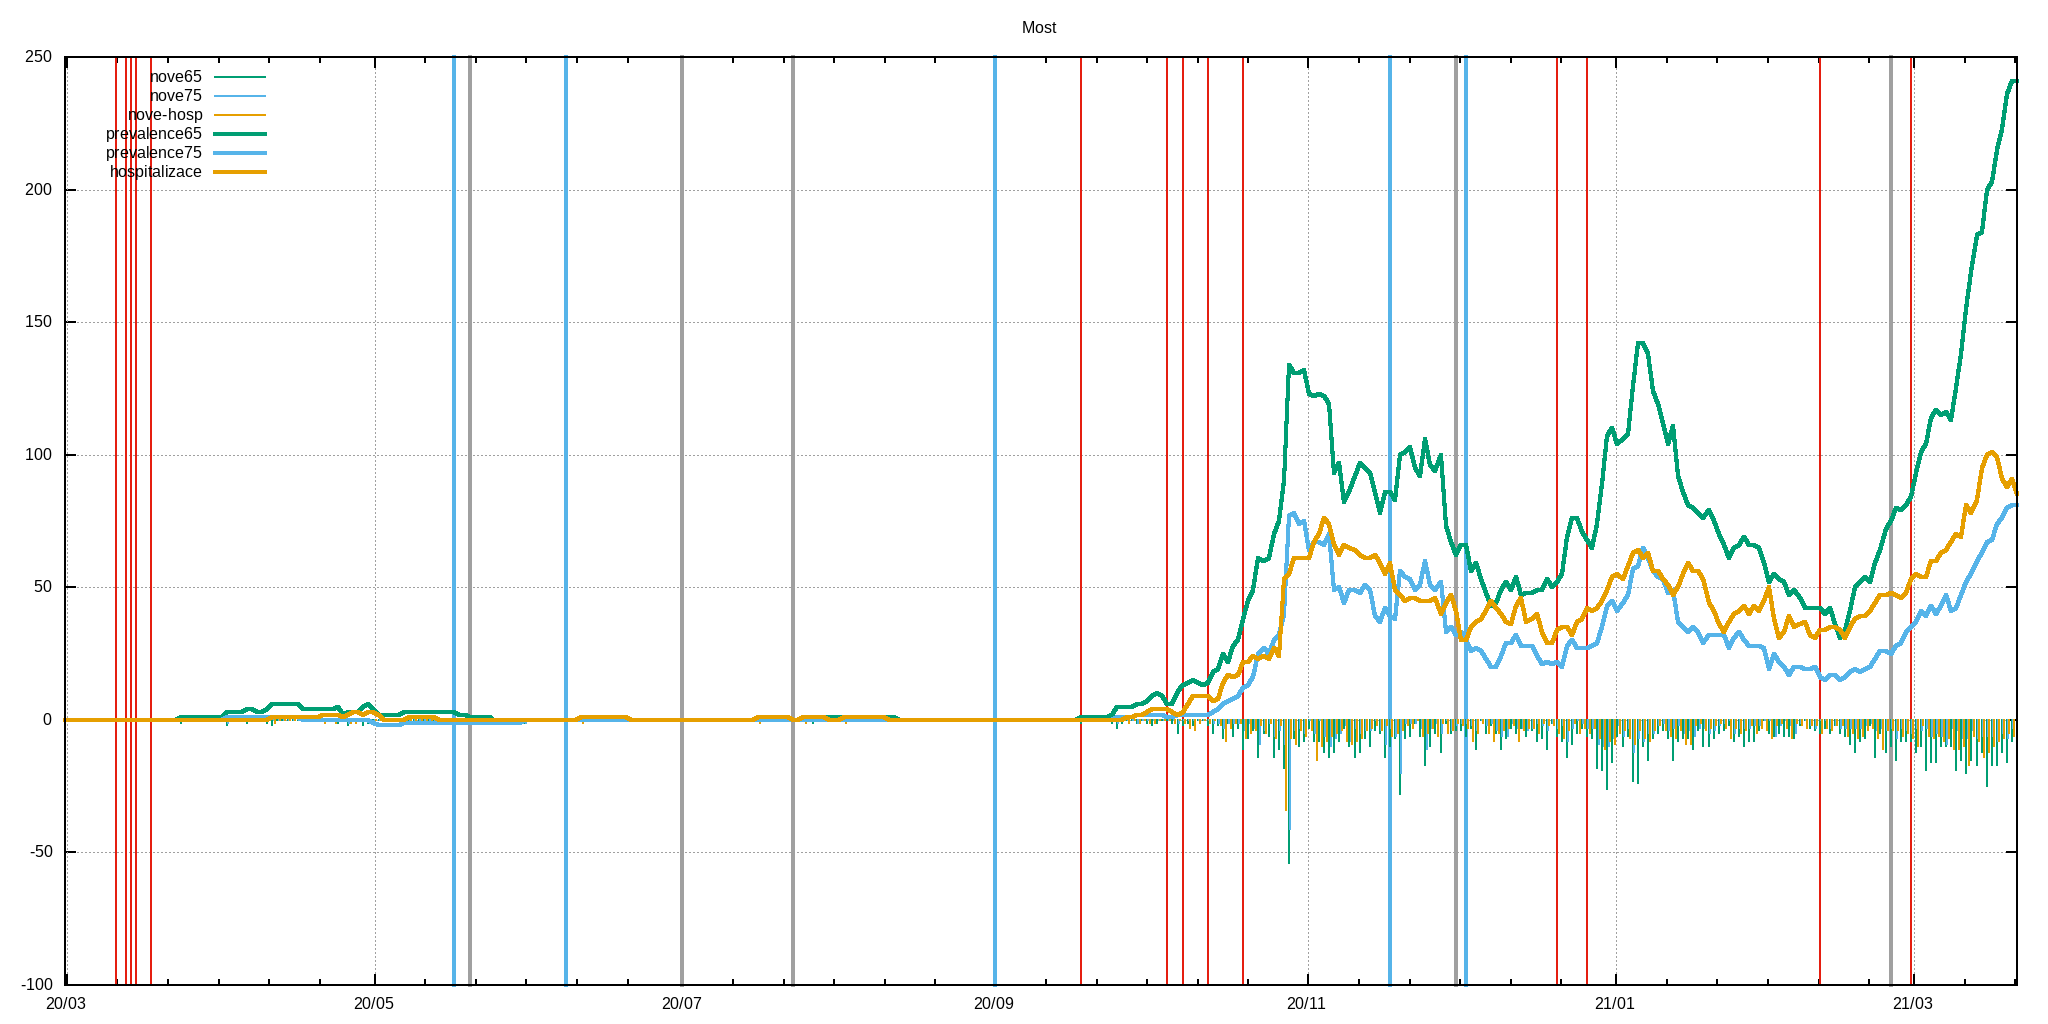 Most
250
nove65
nove75
nove-hosp
prevalence65
prevalence75
hospitalizace
200
150
100
50
0
-50
-100
20/03 20/05 20/07 20/09 20/11 21/01 21/03